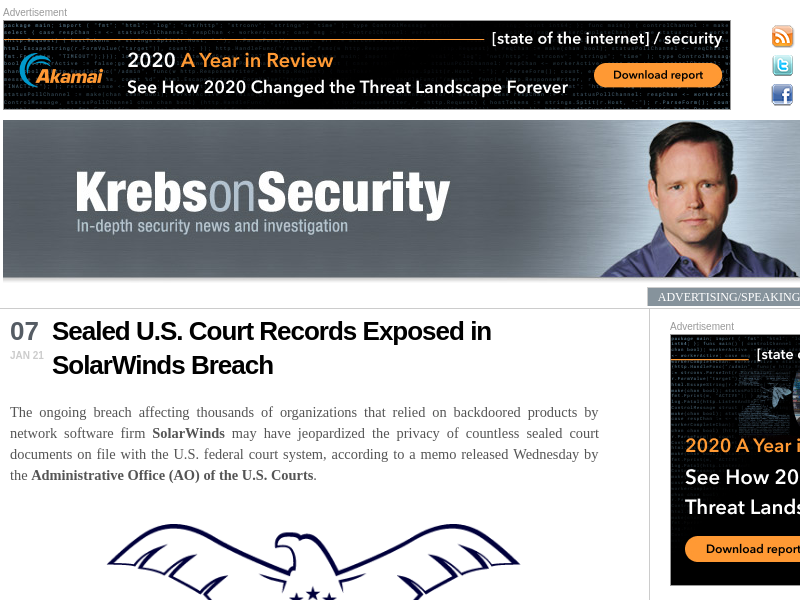 Advertisement
[state of the internet] / security
Akamai
2020 A Year in Review
See How 2020 Changed the Threat Landscape Forever
Download report
KrebsonSecurity
In-depth security news and investigation
ADVERTISING/SPEAKING
07
JAN 21
Sealed U.S. Court Records Exposed in
SolarWinds Breach
The ongoing breach affecting thousands of organizations that relied on backdoored products by
network software firm SolarWinds may have jeopardized the privacy of countless sealed court
documents on file with the U.S. federal court system, according to a memo released Wednesday by
the Administrative Office (AO) of the U.S. Courts.
Advertisement
[state o
2020 A Year i
See How 20
Threat Lands
Download report